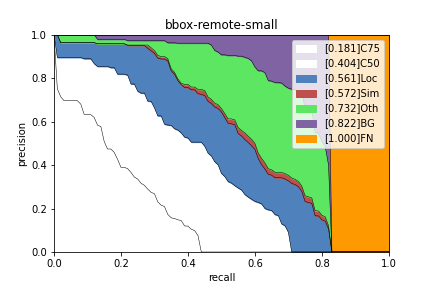 bbox-remote-small
1.0
0.8
0.6
0.4
0.2
0.0
precision
[0.181]C75
[0.404]C50
[0.561]Loc
[0.572]Sim
[0.732]Oth
[0.822]BG
[1.000]FN
0.0 0.2 0.4 0.6 0.8 1.0
recall